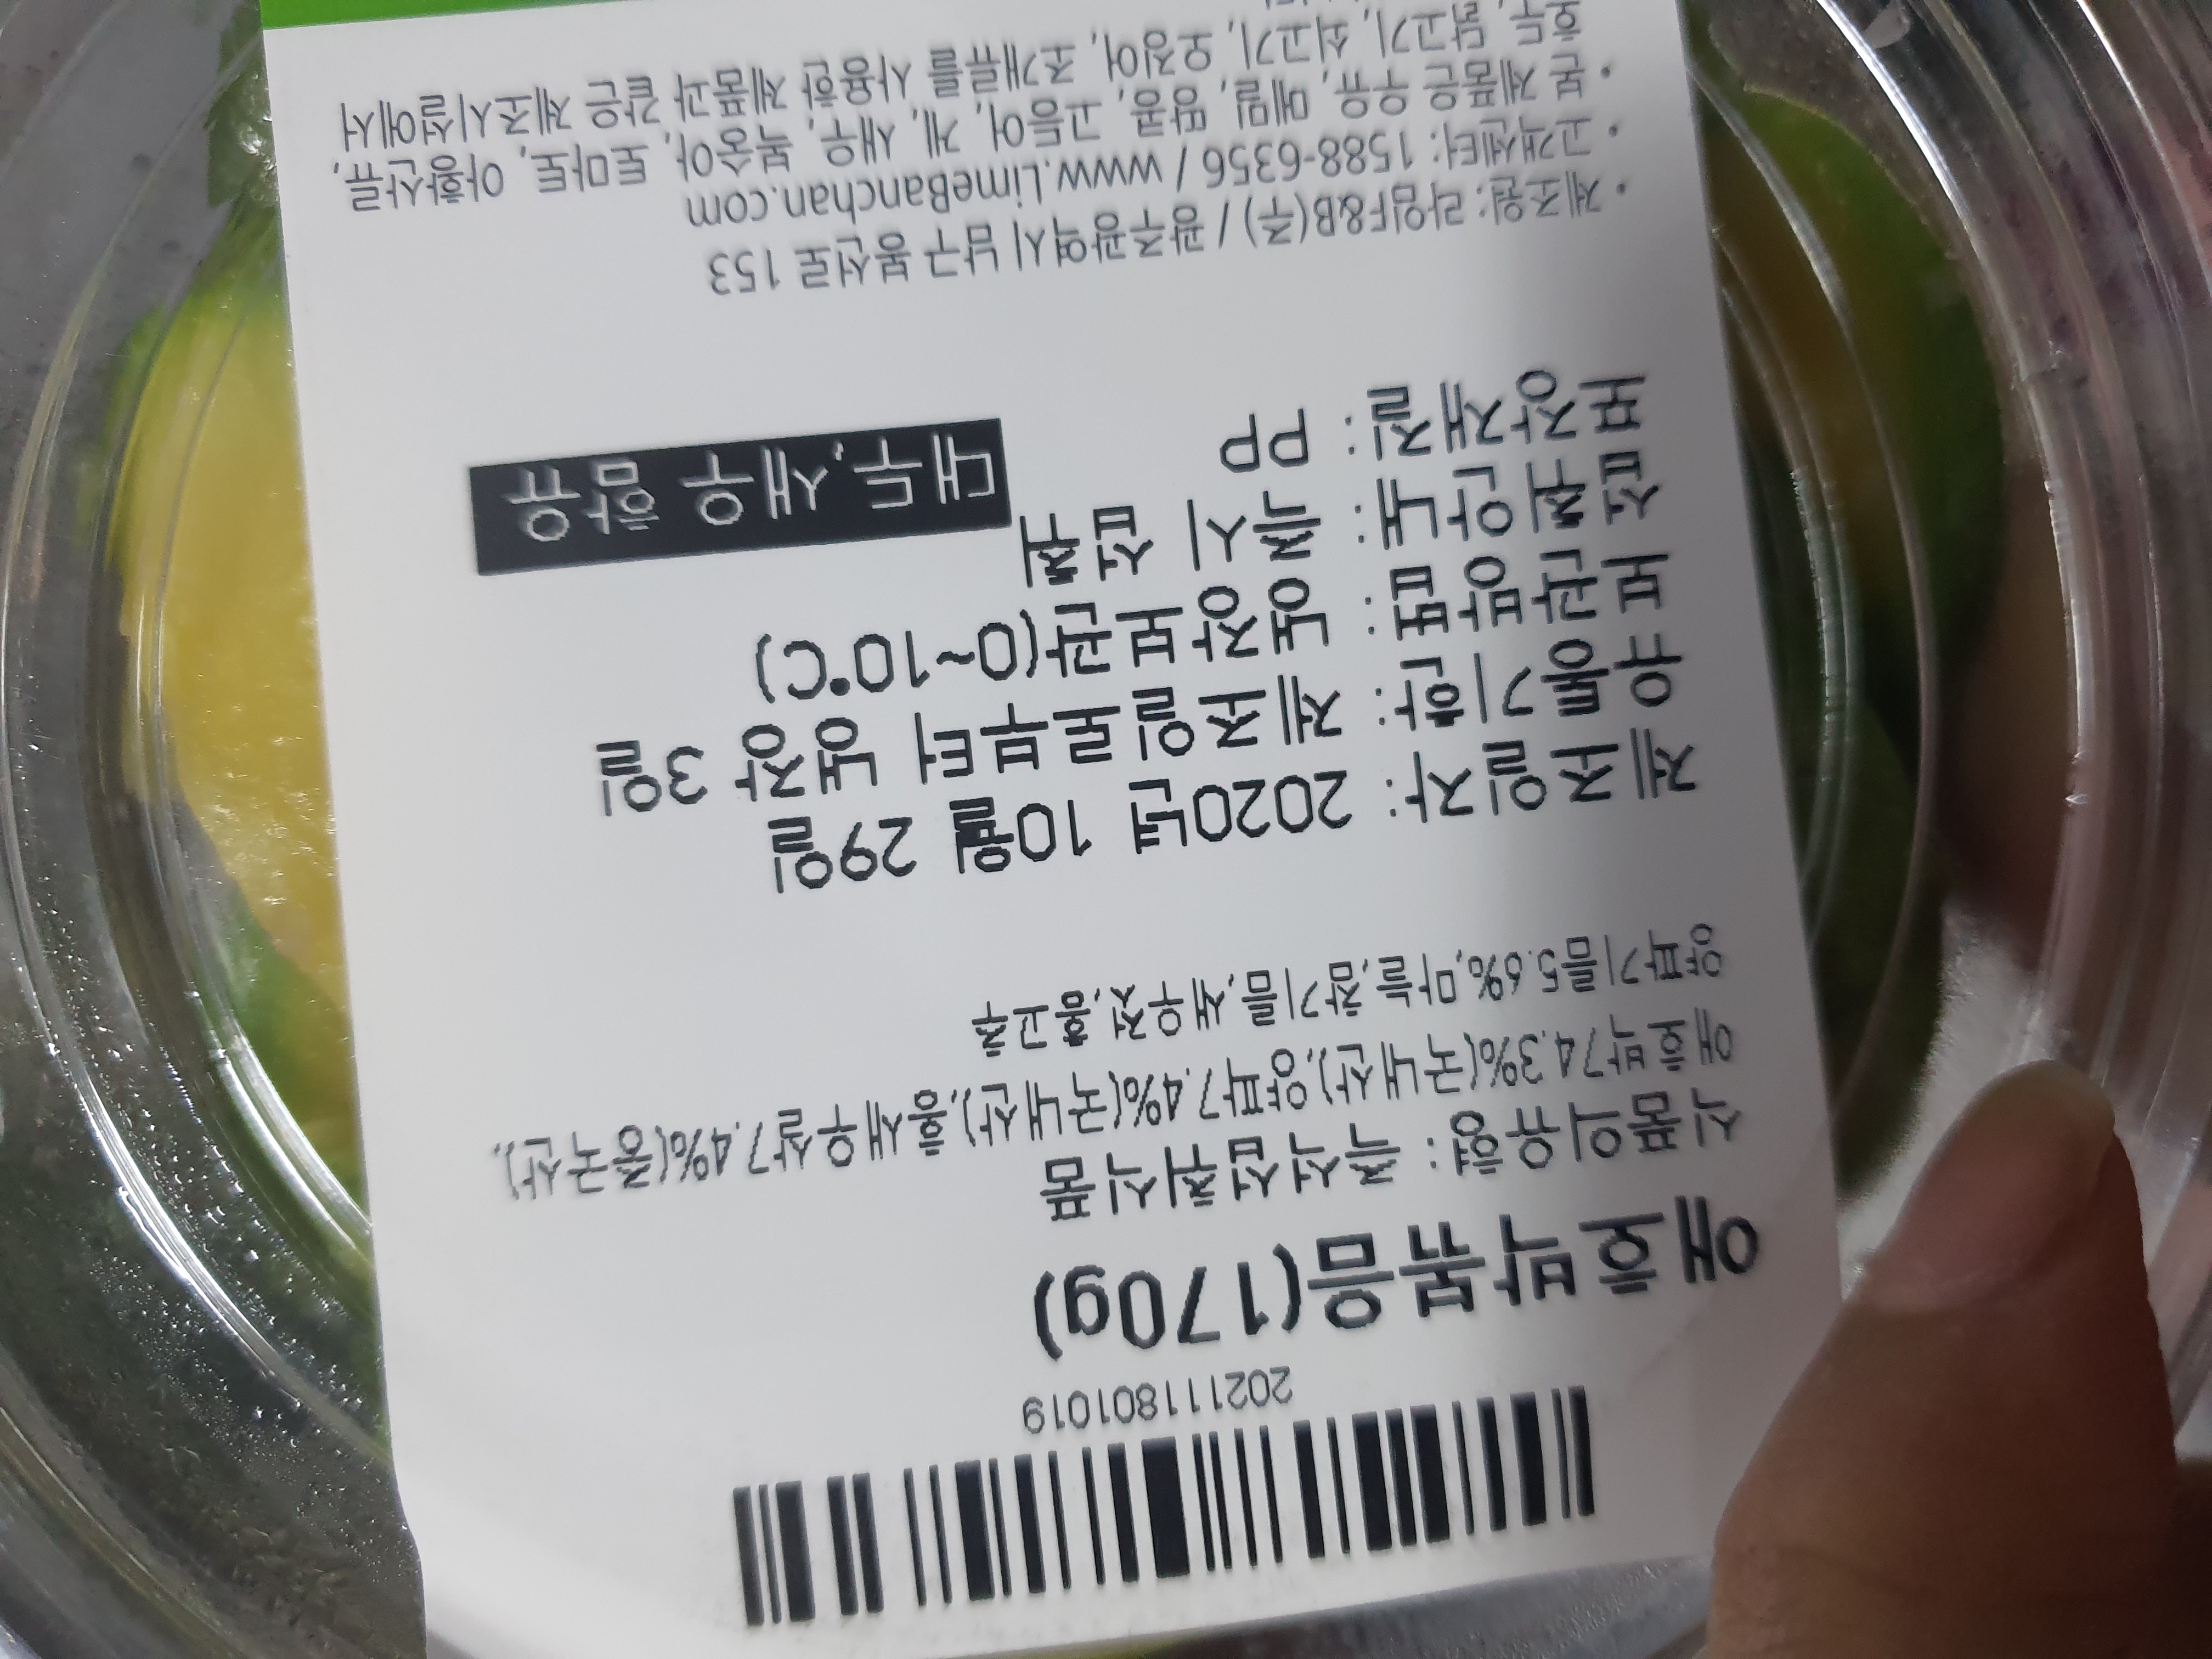 202111801019
애호박볶음(170g)
식품의유형: 즉석섭취식품
애호박74.3%(국내산),양파7.4%(국내산),홍새우살7.4%(중국산),
양파기름5.6%,마늘,참기름,새우젓,홍고추
제조일자: 2020년 10월 29일
유통기한: 제조일로부터 냉장 3일
보관방법: 냉장보관(0~10°C)
섭취안내: 즉시 섭취
포장재질: PP
대두,새우 함유
• 제조원: 라임F&B(주) / 광주광역시 남구 봉선로 153
• 고객센터: 1588-6356 / www.LimeBanchan.com
• 본 제품은 우유, 메밀, 땅콩, 고등어, 게, 새우, 복숭아, 토마토, 아황산류,
호두, 닭고기, 쇠고기, 오징어, 조개류를 사용한 제품과 같은 제조시설에서